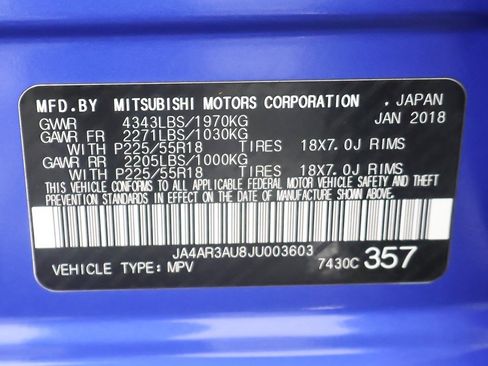 MFD.BY MITSUBISHI MOTORS CORPORATION . JAPAN
GVWR 4343LBS/1970KG JAN 2018
GAWR FR 2271LBS/1030KG
WITH P225/55R18 TIRES 18X7.0J RIMS
GAWR RR 2205LBS/1000KG
WITH P225/55R18 TIRES 18X7.0J RIMS
THIS VEHICLE CONFORMS TO ALL APPLICABLE FEDERAL MOTOR VEHICLE SAFETY AND THEFT
PREVENTION STANDARDS IN EFFECT ON THE DATE OF MANUFACTURE SHOWN ABOVE.
JA4AR3AU8JU003603
VEHICLE TYPE:MPV 7430C 357